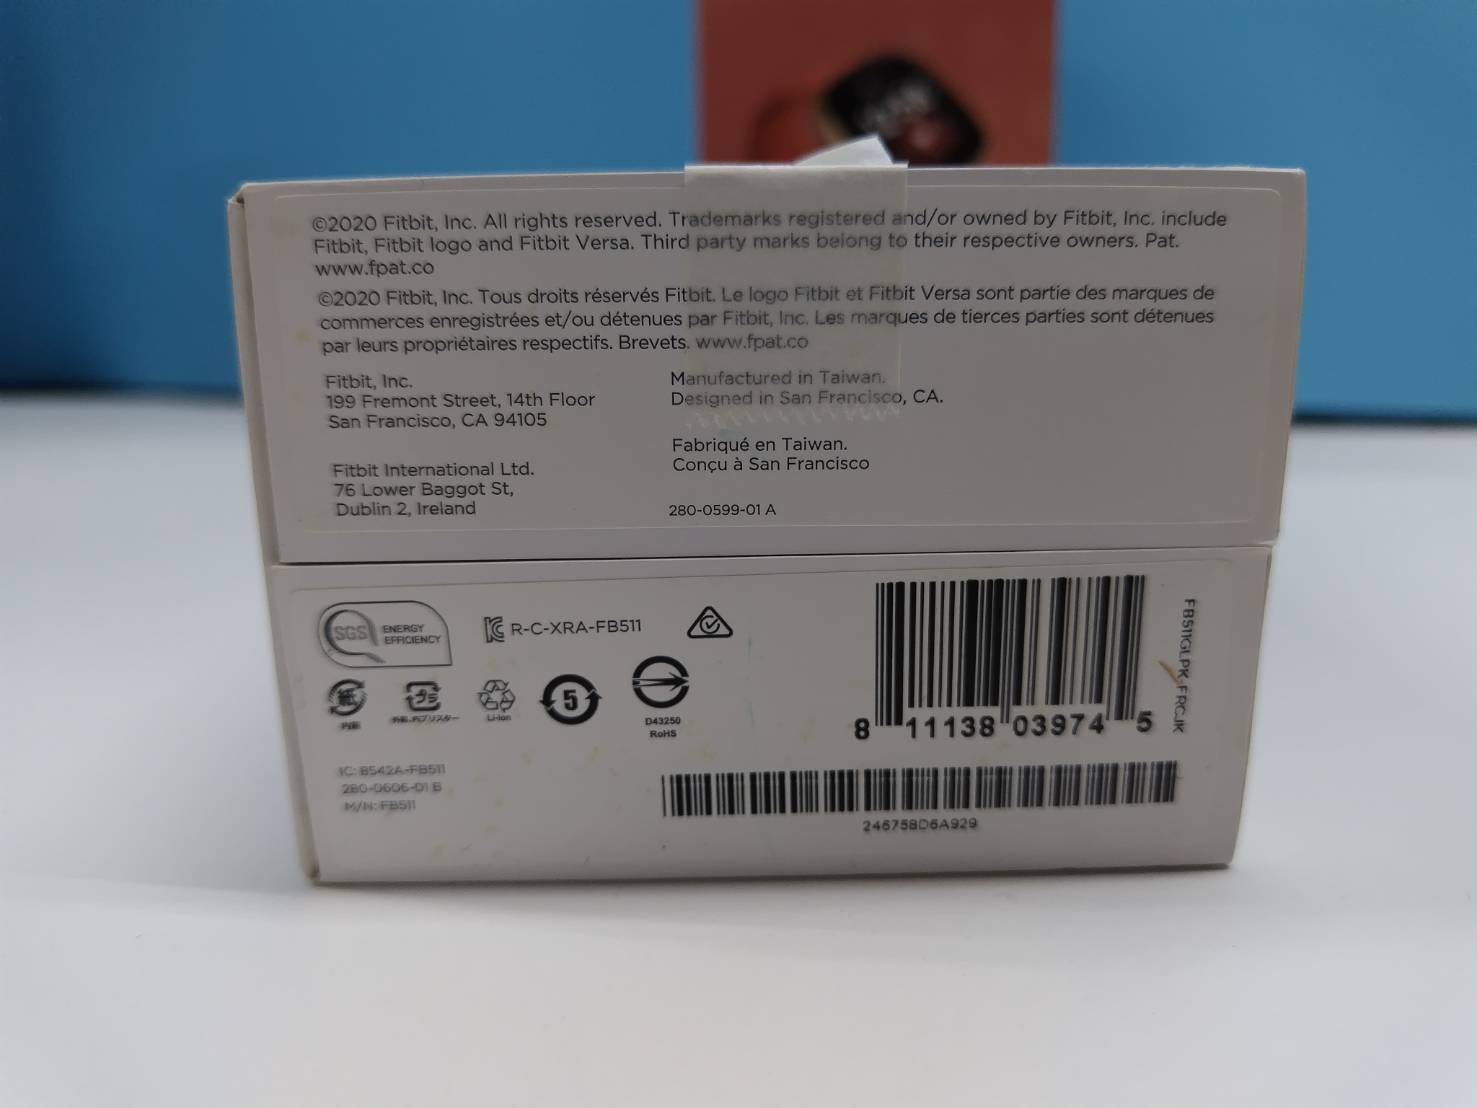 ©2020 Fitbit, Inc. All rights reserved. Trademarks registered and/or owned by Fitbit, Inc. include
Fitbit, Fitbit logo and Fitbit Versa. Third party marks belong to their respective owners. Pat.
www.fpat.co
©2020 Fitbit, Inc. Tous droits réservés Fitbit. Le logo Fitbit et Fitbit Versa sont partie des marques de
commerces enregistrées et/ou détenues par Fitbit, Inc. Les marques de tierces parties sont détenues
par leurs propriétaires respectifs. Brevets. www.fpat.co
Fitbit, Inc.
199 Fremont Street, 14th Floor
San Francisco, CA 94105
Fitbit International Ltd.
76 Lower Baggot St,
Dublin 2, Ireland
Manufactured in Taiwan.
Designed in San Francisco, CA.
Fabriqué en Taiwan.
Conçu à San Francisco
280-0599-01 A
SGS ENERGY
EFFICIENCY
R-C-XRA-FB511
紙
プラ
Li-ion
5
D43250
RoHS
IC: 8542A-FB511
280-0606-01 B
M/N: FB511
8 11138 03974 5
FB511GLPK-FRCJK
246758D6A929